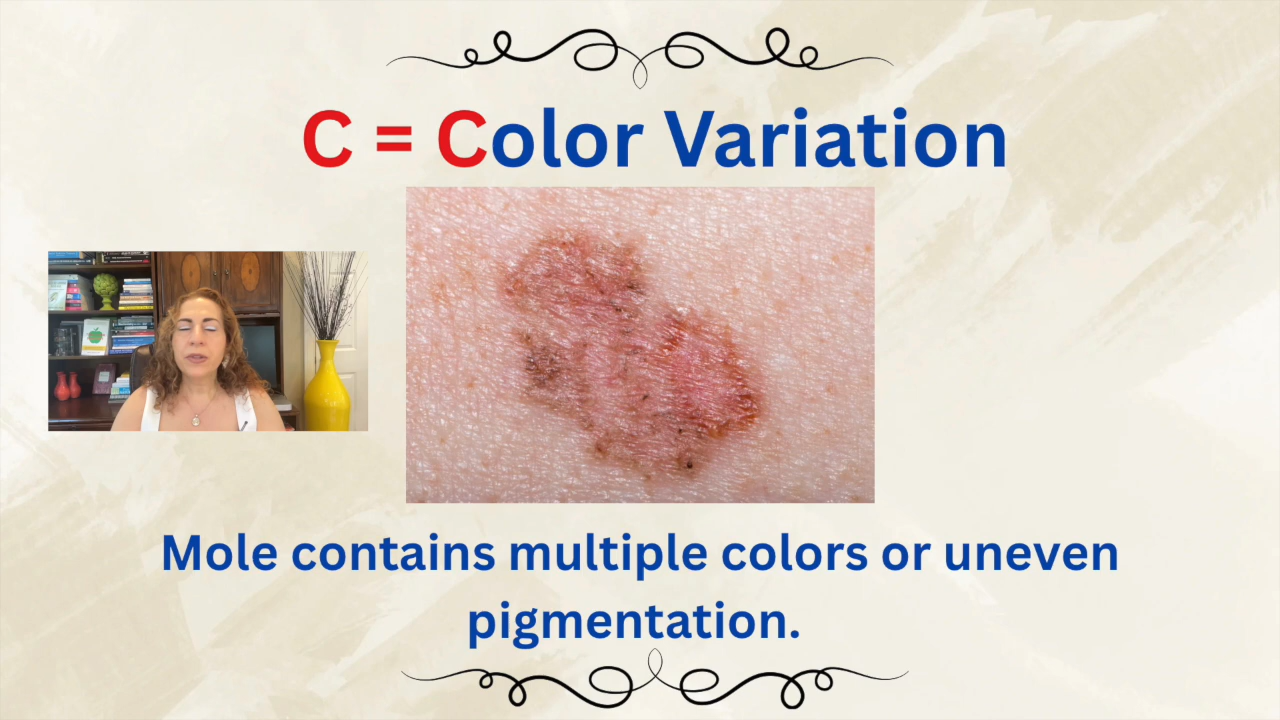 C = Color Variation
Mole contains multiple colors or uneven
pigmentation.